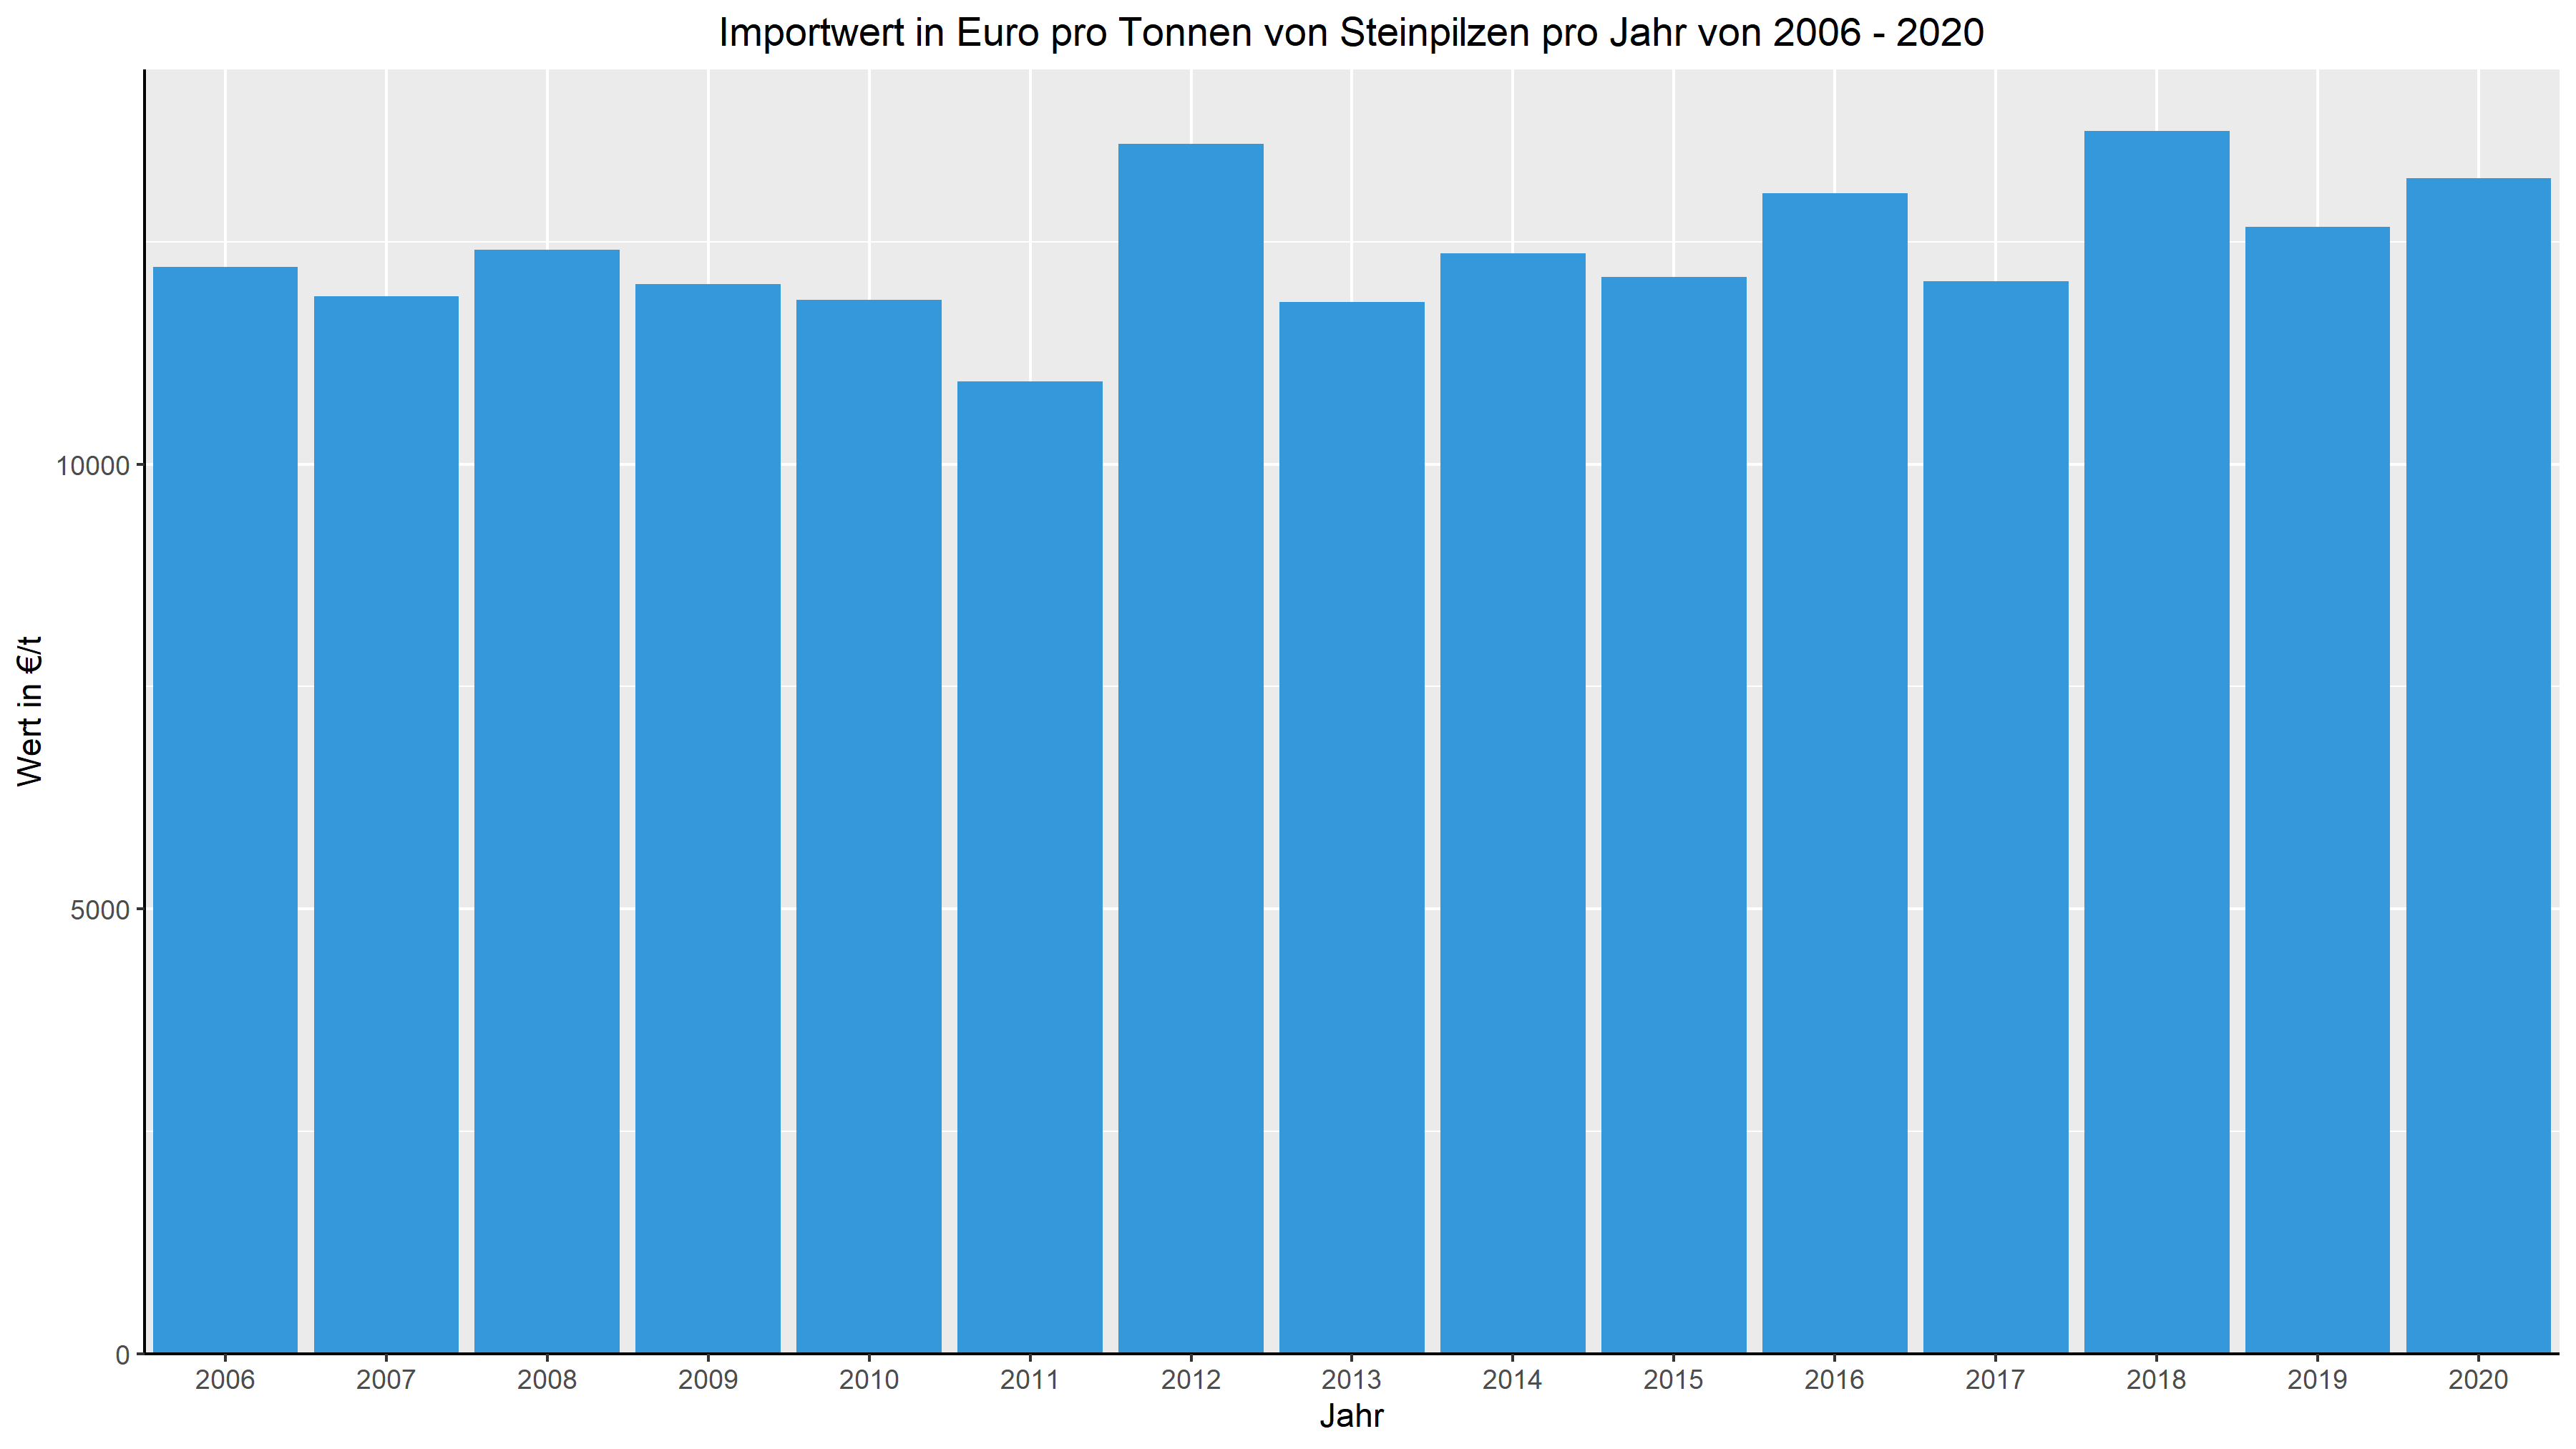 Importwert in Euro pro Tonnen von Steinpilzen pro Jahr von 2006 - 2020
Wert in €/t
10000
5000
0
2006 2007 2008 2009 2010 2011 2012 2013 2014 2015 2016 2017 2018 2019 2020
Jahr